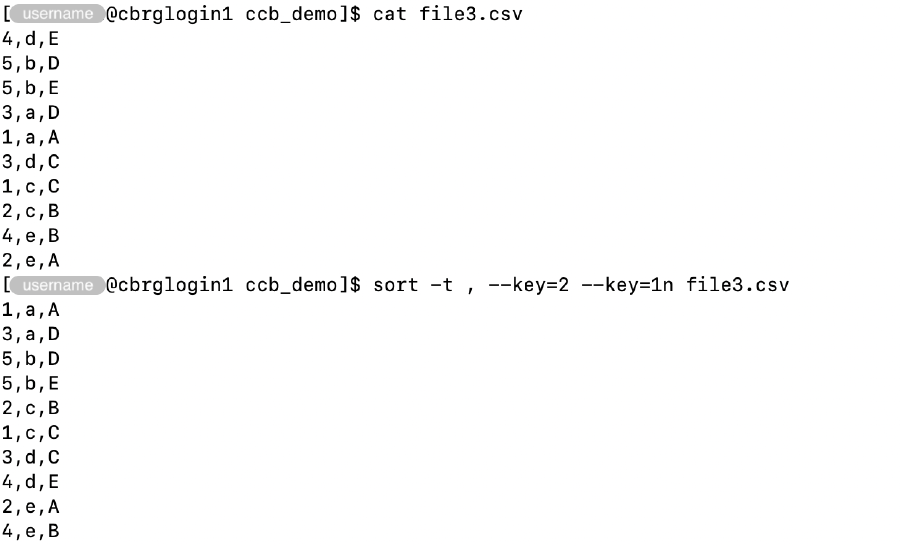 [ username @cbrglogin1 ccb_demo]$ cat file3.csv
4,d,E
5,b,D
5,b,E
3,a,D
1,a,A
3,d,C
1,c,C
2,c,B
4,e,B
2,e,A
[ username @cbrglogin1 ccb_demo]$ sort -t , --key=2 --key=1n file3.csv
1,a,A
3,a,D
5,b,D
5,b,E
2,c,B
1,c,C
3,d,C
4,d,E
2,e,A
4,e,B